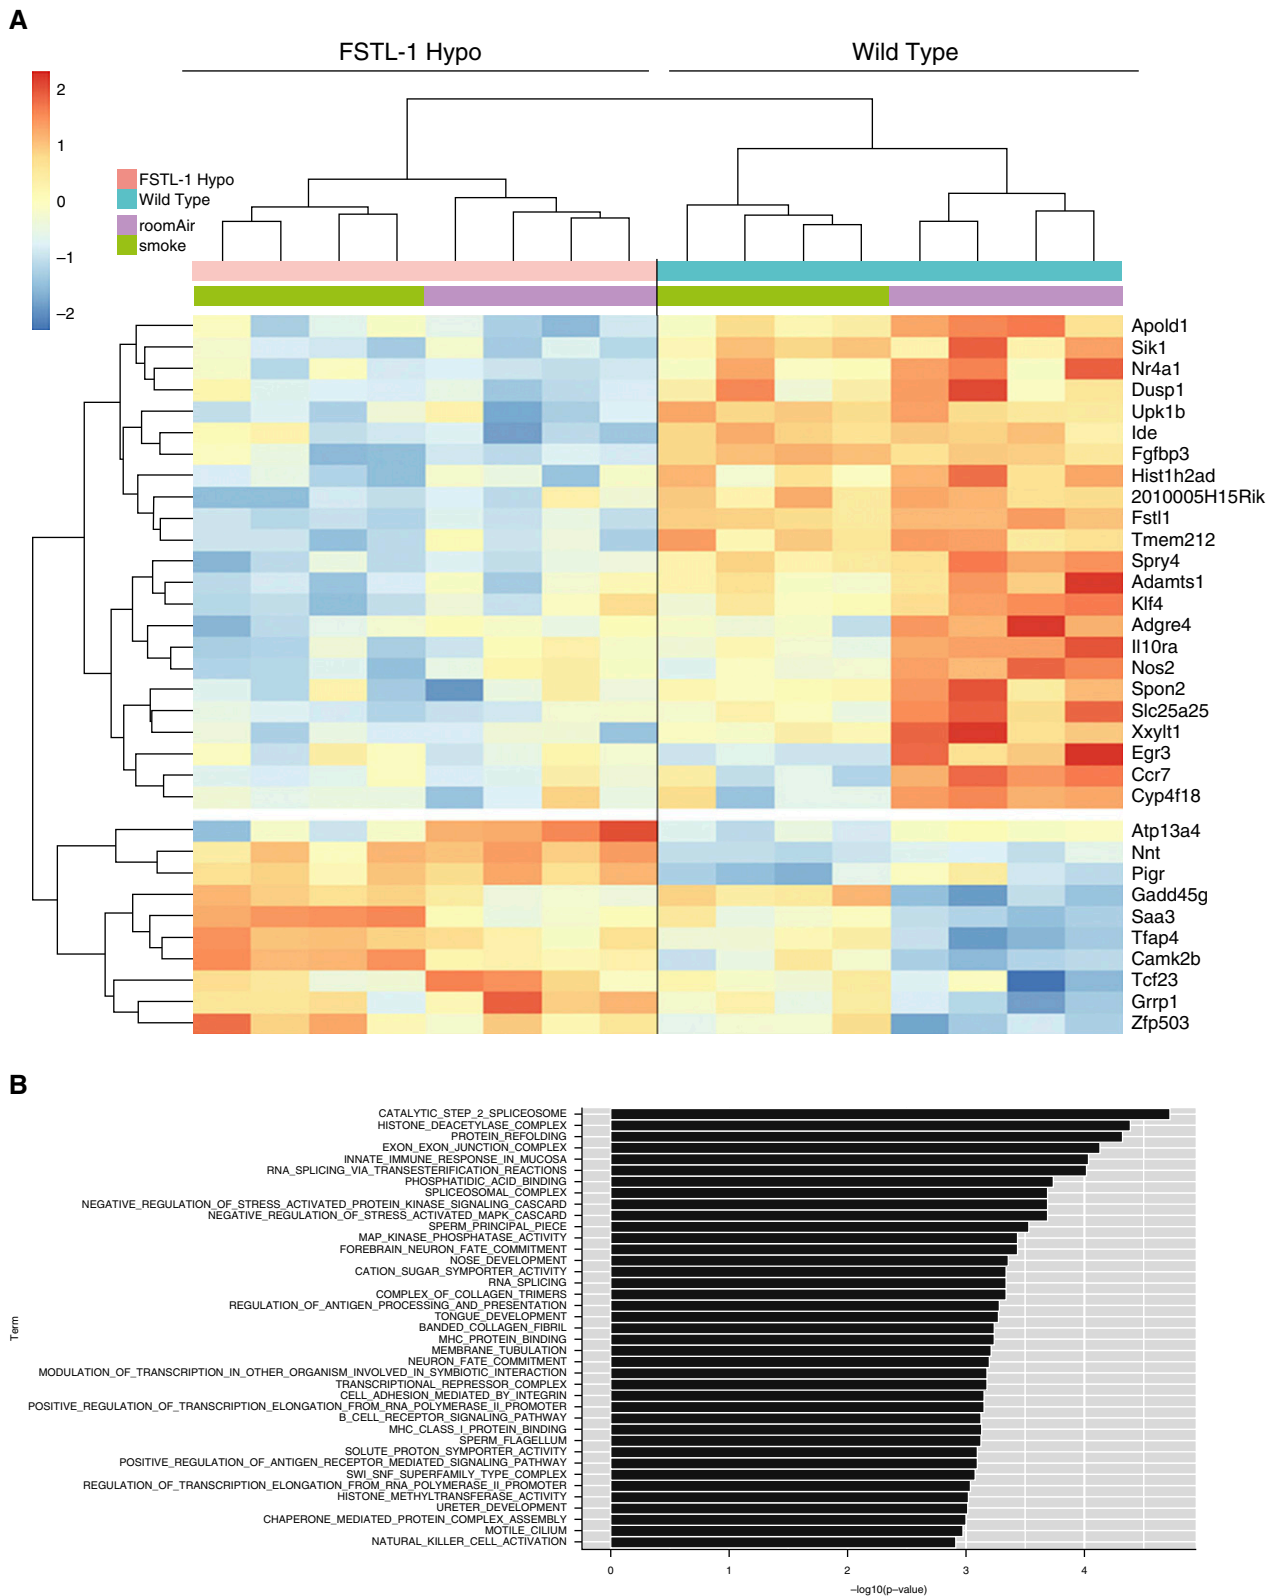 A
FSTL-1 Hypo
Wild Type
2
1
0
−1
−2
FSTL-1 Hypo
Wild Type
roomAir
smoke
Apold1
Sik1
Nr4a1
Dusp1
Upk1b
Ide
Fgfbp3
Hist1h2ad
2010005H15Rik
Fstl1
Tmem212
Spry4
Adamts1
Klf4
Adgre4
Il10ra
Nos2
Spon2
Slc25a25
Xxylt1
Egr3
Ccr7
Cyp4f18
Atp13a4
Nnt
Pigr
Gadd45g
Saa3
Tfap4
Camk2b
Tcf23
Grrp1
Zfp503
B
Term
CATALYTIC_STEP_2_SPLICEOSOME
HISTONE_DEACETYLASE_COMPLEX
PROTEIN_REFOLDING
EXON_EXON_JUNCTION_COMPLEX
INNATE_IMMUNE_RESPONSE_IN_MUCOSA
RNA_SPLICING_VIA_TRANSESTERIFICATION_REACTIONS
PHOSPHATIDIC_ACID_BINDING
SPLICEOSOMAL_COMPLEX
NEGATIVE_REGULATION_OF_STRESS_ACTIVATED_PROTEIN_KINASE_SIGNALING_CASCARD
NEGATIVE_REGULATION_OF_STRESS_ACTIVATED_MAPK_CASCARD
SPERM_PRINCIPAL_PIECE
MAP_KINASE_PHOSPHATASE_ACTIVITY
FOREBRAIN_NEURON_FATE_COMMITMENT
NOSE_DEVELOPMENT
CATION_SUGAR_SYMPORTER_ACTIVITY
RNA_SPLICING
COMPLEX_OF_COLLAGEN_TRIMERS
REGULATION_OF_ANTIGEN_PROCESSING_AND_PRESENTATION
TONGUE_DEVELOPMENT
BANDED_COLLAGEN_FIBRIL
MHC_PROTEIN_BINDING
MEMBRANE_TUBULATION
NEURON_FATE_COMMITMENT
MODULATION_OF_TRANSCRIPTION_IN_OTHER_ORGANISM_INVOLVED_IN_SYMBIOTIC_INTERACTION
TRANSCRIPTIONAL_REPRESSOR_COMPLEX
CELL_ADHESION_MEDIATED_BY_INTEGRIN
POSITIVE_REGULATION_OF_TRANSCRIPTION_ELONGATION_FROM_RNA_POLYMERASE_II_PROMOTER
B_CELL_RECEPTOR_SIGNALING_PATHWAY
MHC_CLASS_I_PROTEIN_BINDING
SPERM_FLAGELLUM
SOLUTE_PROTON_SYMPORTER_ACTIVITY
POSITIVE_REGULATION_OF_ANTIGEN_RECEPTOR_MEDIATED_SIGNALING_PATHWAY
SWI_SNF_SUPERFAMILY_TYPE_COMPLEX
REGULATION_OF_TRANSCRIPTION_ELONGATION_FROM_RNA_POLYMERASE_II_PROMOTER
HISTONE_METHYLTRANSFERASE_ACTIVITY
URETER_DEVELOPMENT
CHAPERONE_MEDIATED_PROTEIN_COMPLEX_ASSEMBLY
MOTILE_CILIUM
NATURAL_KILLER_CELL_ACTIVATION
0 1 2 3 4
−log10(p−value)